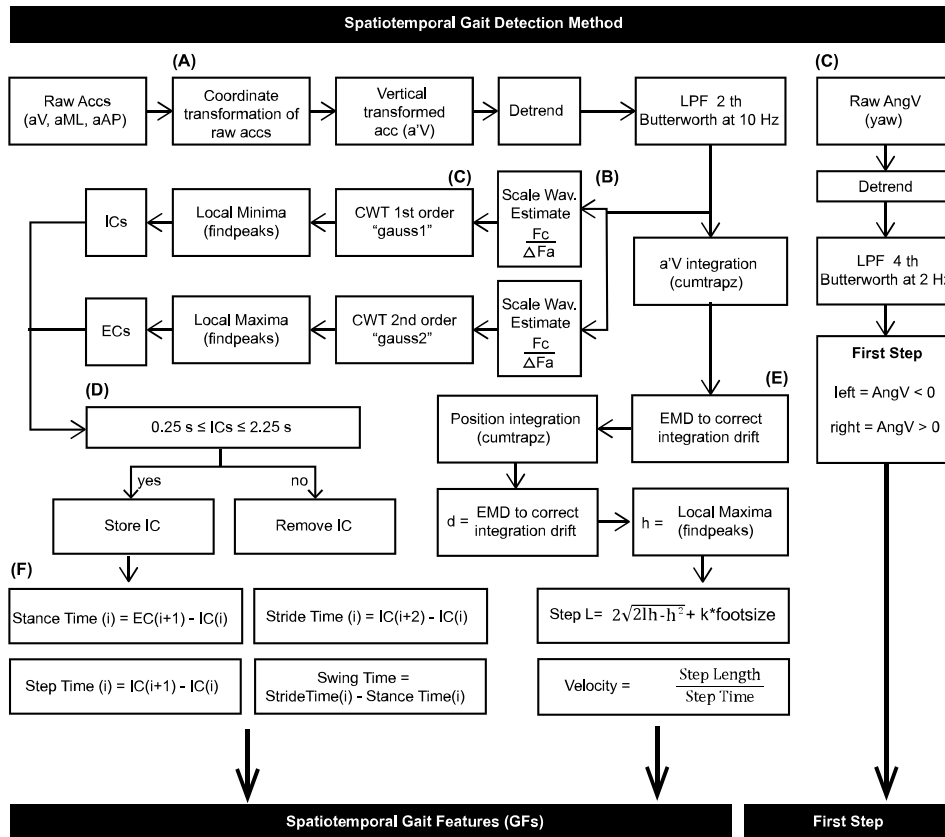 Spatiotemporal Gait Detection Method
(A)
Raw Accs
(aV, aML, aAP)
Coordinate
transformation of
raw accs
Vertical
transformed
acc (a'V)
Detrend
LPF 2 th
Butterworth at 10 Hz
(C)
Raw AngV
(yaw)
Detrend
LPF 4 th
Butterworth at 2 Hz
First Step
left = AngV < 0
right = AngV > 0
(B)
Scale Wav.
Estimate
Fc
ΔFa
(C)
CWT 1st order
"gauss1"
Local Minima
(findpeaks)
ICs
Scale Wav.
Estimate
Fc
ΔFa
CWT 2nd order
"gauss2"
Local Maxima
(findpeaks)
ECs
a'V integration
(cumtrapz)
(D)
0.25 s ≤ ICs ≤ 2.25 s
yes
no
Store IC
Remove IC
(E)
EMD to correct
integration drift
Position integration
(cumtrapz)
d = EMD to correct
integration drift
h = Local Maxima
(findpeaks)
(F)
Stance Time (i) = EC(i+1) - IC(i)
Stride Time (i) = IC(i+2) - IC(i)
Step Time (i) = IC(i+1) - IC(i)
Swing Time =
StrideTime(i) - Stance Time(i)
Step L= 2√2lh-h² + k*footsize
Velocity = Step Length
Step Time
Spatiotemporal Gait Features (GFs)
First Step